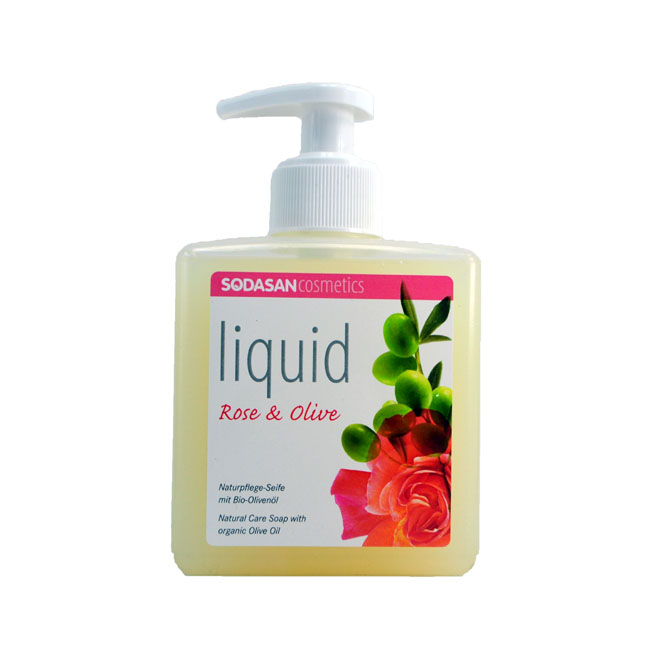 SODASANcosmetics
liquid
Rose & Olive
Naturpflege-Seife
mit Bio-Olivenöl
Natural Care Soap with
organic Olive Oil